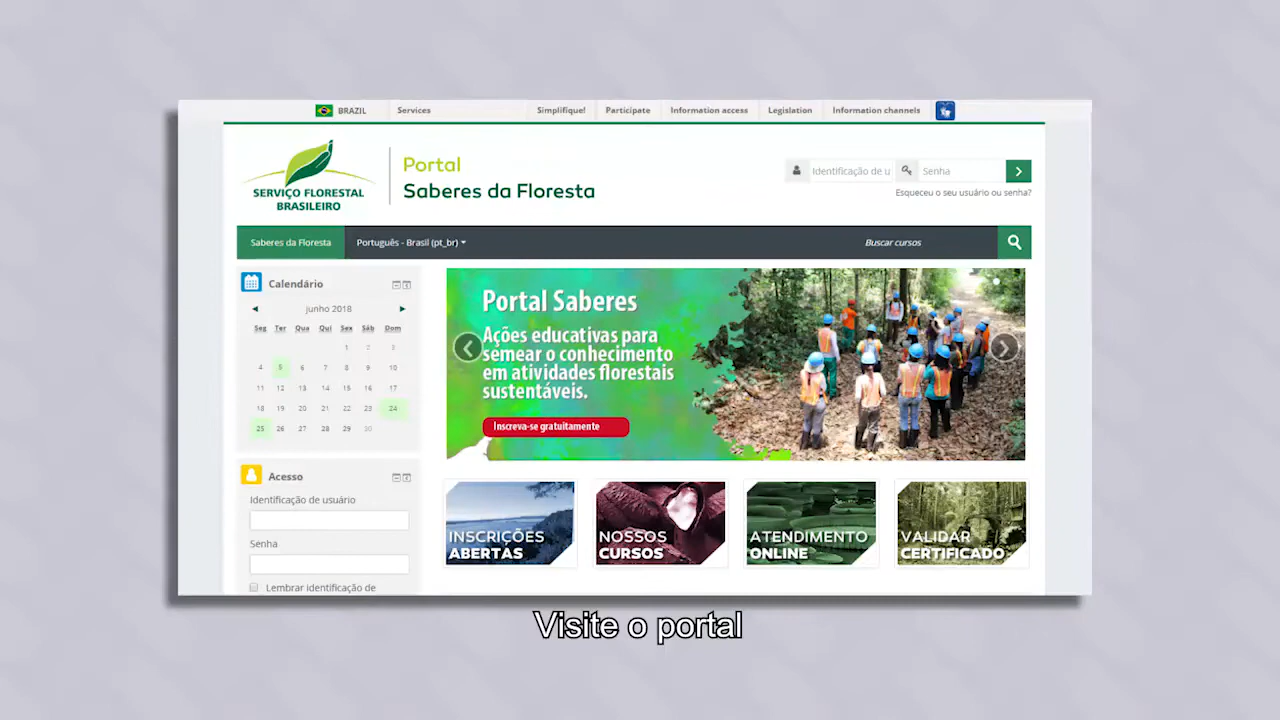 BRAZIL Services Simplifique! Participate Information access Legislation Information channels
SERVIÇO FLORESTAL
BRASILEIRO
Portal
Saberes da Floresta
Identificação de u Senha
Esqueceu o seu usuário ou senha?
Saberes da Floresta Português - Brasil (pt_br) Buscar cursos
Calendário
junho 2018
Seg Ter Qua Qui Sex Sáb Dom
1 2 3
4 5 6 7 8 9 10
11 12 13 14 15 16 17
18 19 20 21 22 23 24
25 26 27 28 29 30
Portal Saberes
Ações educativas para
semear o conhecimento
em atividades florestais
sustentáveis.
Inscreva-se gratuitamente
Acesso
Identificação de usuário
Senha
Lembrar identificação de
INSCRIÇÕES
ABERTAS
NOSSOS
CURSOS
ATENDIMENTO
ONLINE
VALIDAR
CERTIFICADO
Visite o portal